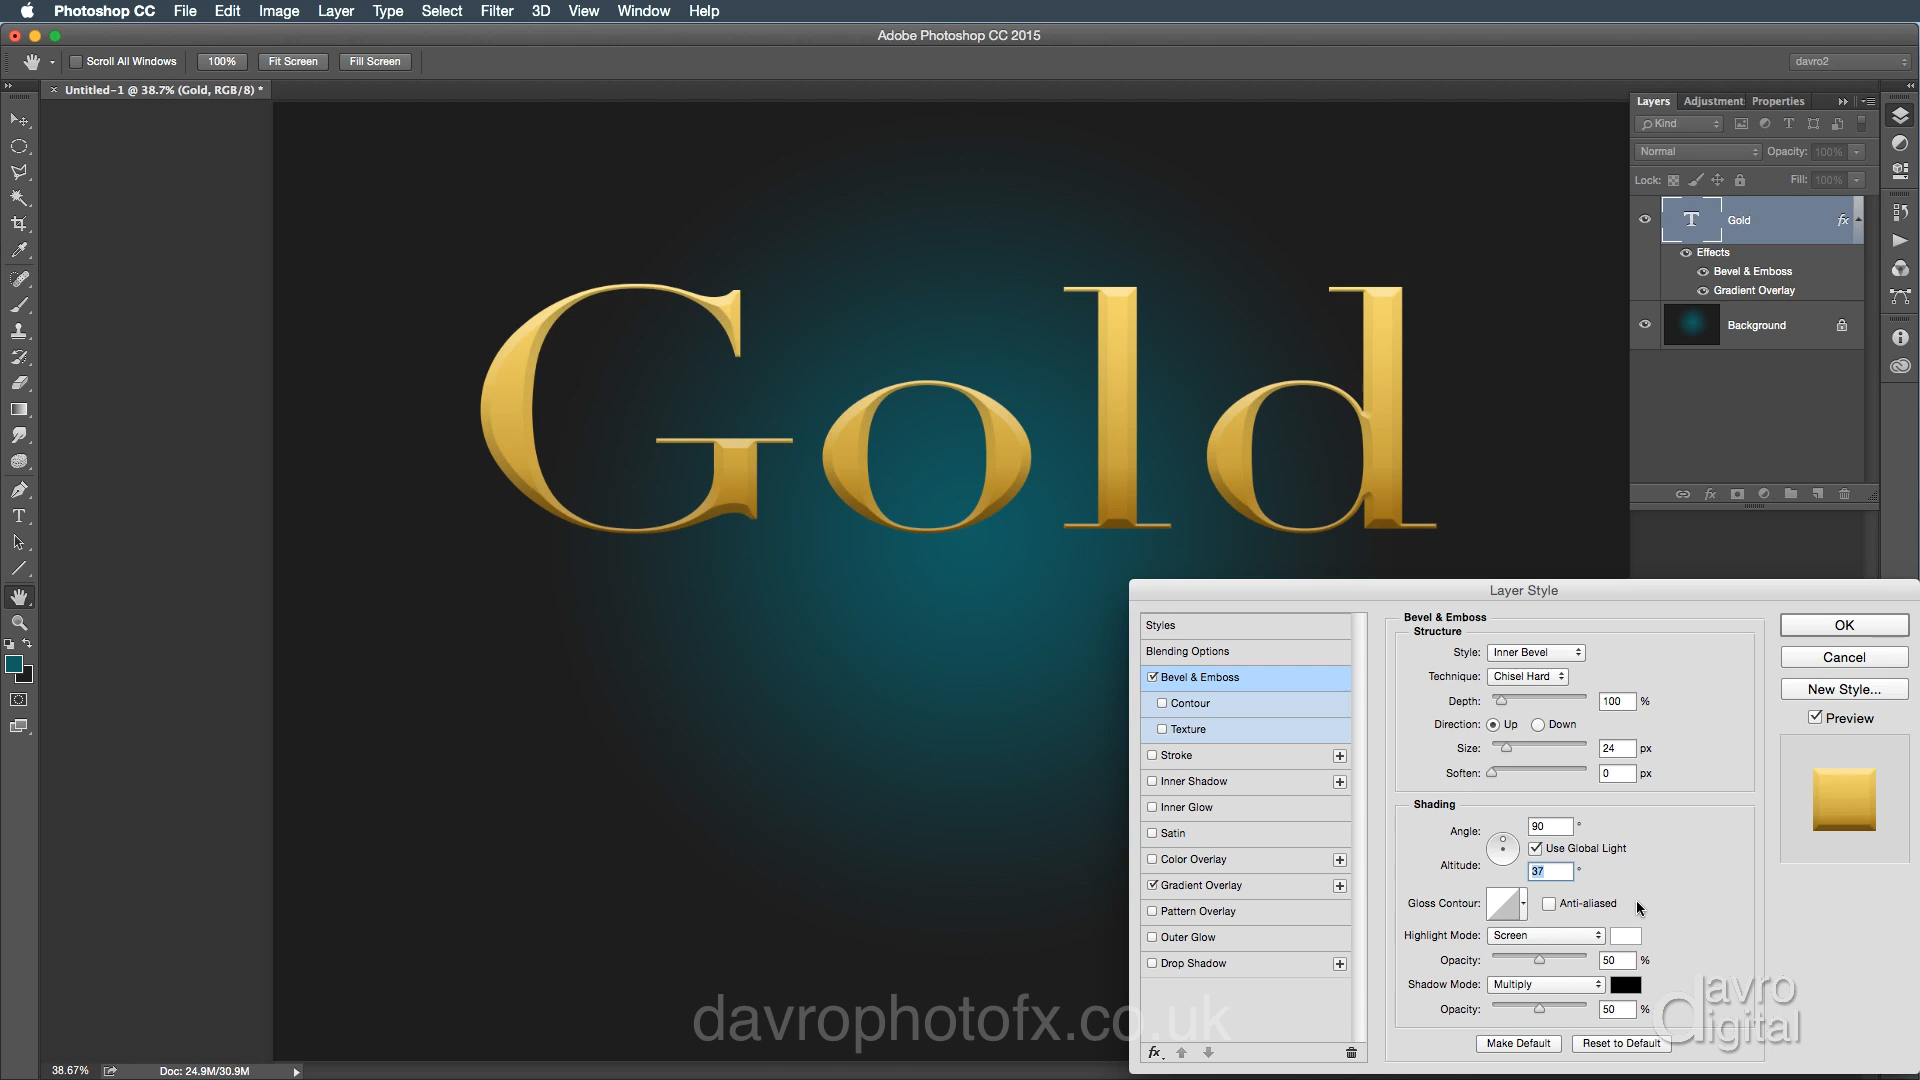 Photoshop CC File Edit Image Layer Type Select Filter 3D View Window Help
Adobe Photoshop CC 2015
Scroll All Windows 100% Fit Screen Fill Screen davro2
× Untitled-1 @ 38.7% (Gold, RGB/8) *
Layers Adjustment Properties
Kind
Normal Opacity: 100%
Lock: Fill: 100%
T Gold fx
Effects
Bevel & Emboss
Gradient Overlay
Background
Gold
Layer Style
Styles
Blending Options
Bevel & Emboss
Contour
Texture
Stroke
Inner Shadow
Inner Glow
Satin
Color Overlay
Gradient Overlay
Pattern Overlay
Outer Glow
Drop Shadow
fx
Bevel & Emboss
Structure
Style: Inner Bevel
Technique: Chisel Hard
Depth: 100 %
Direction: Up Down
Size: 24 px
Soften: 0 px
Shading
Angle: 90 °
Use Global Light
Altitude: 37 °
Gloss Contour: Anti-aliased
Highlight Mode: Screen
Opacity: 50 %
Shadow Mode: Multiply
Opacity: 50 %
Make Default Reset to Default
OK
Cancel
New Style...
Preview
davro
digital
davrophotofx.co.uk
38.67% Doc: 24.9M/30.9M